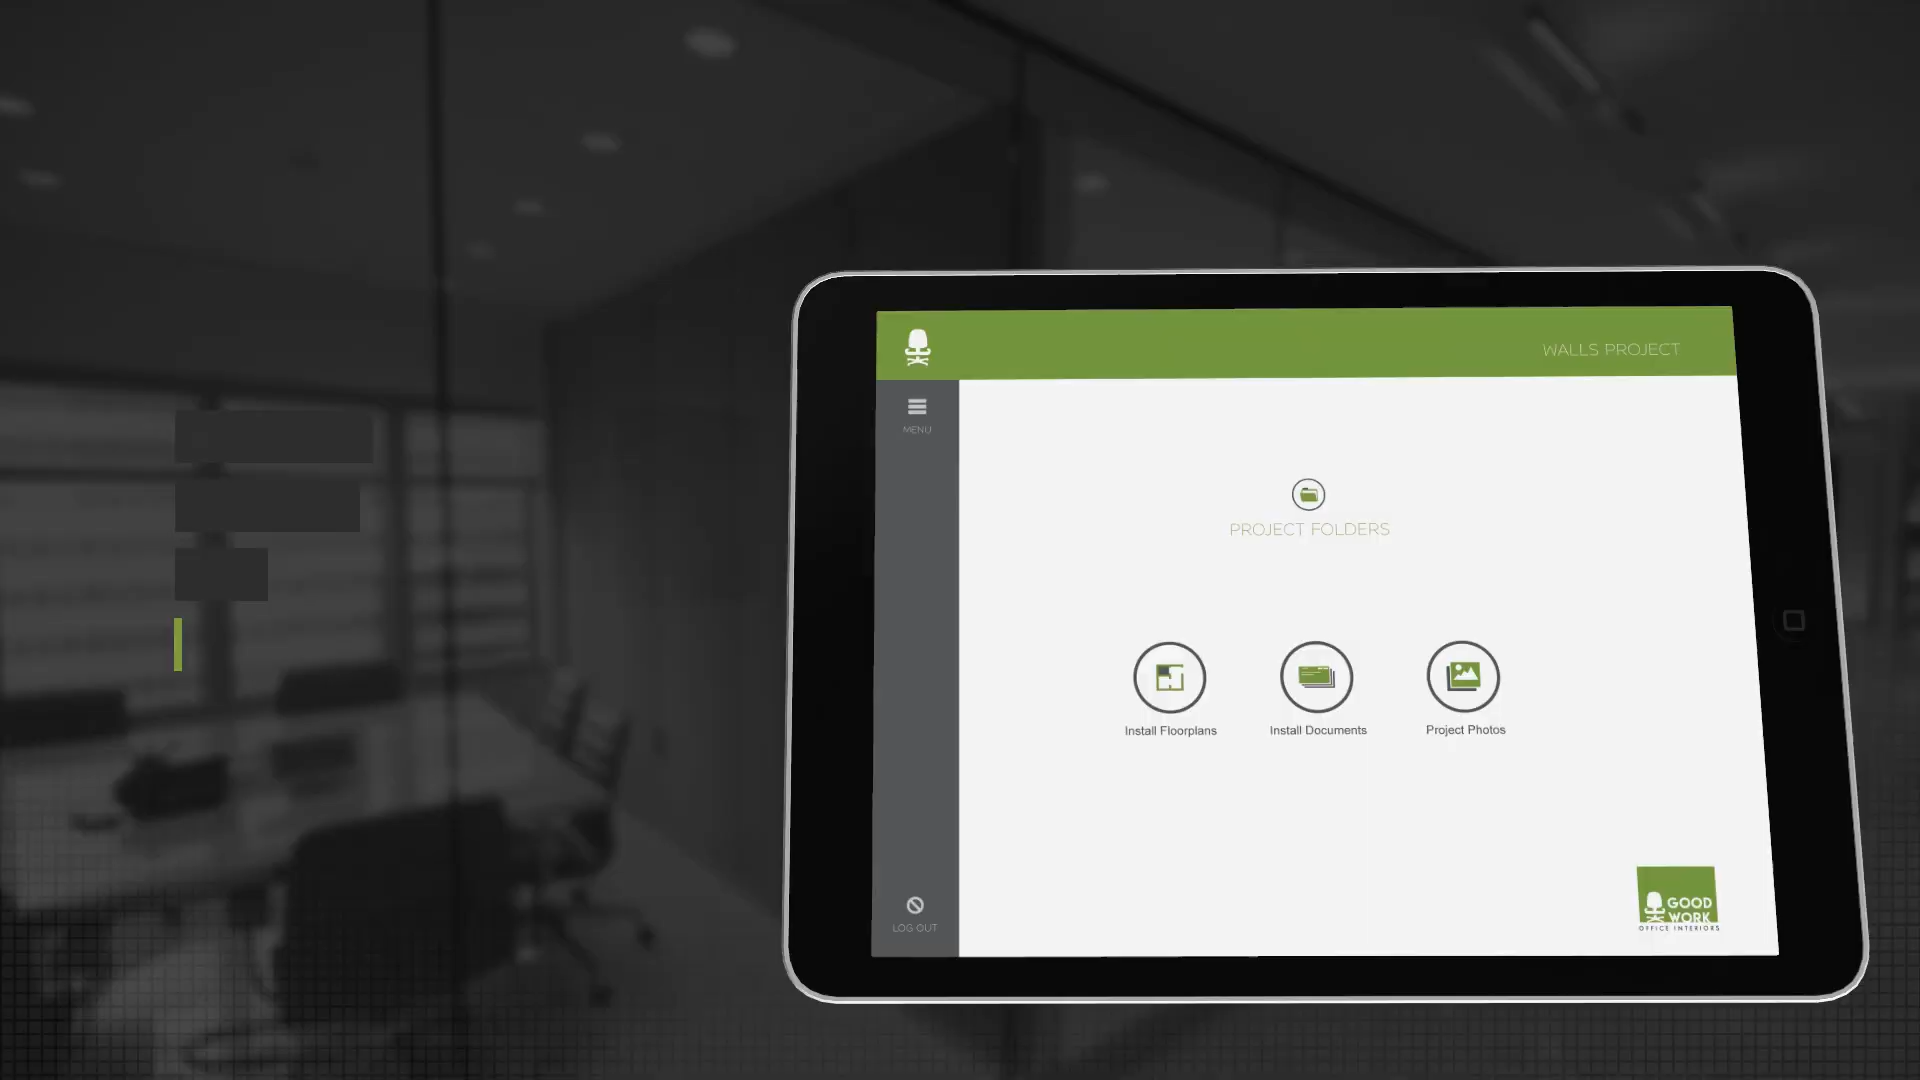 WALLS PROJECT
MENU
PROJECT FOLDERS
Install Floorplans
Install Documents
Project Photos
GOOD
WORK
OFFICE INTERIORS
LOG OUT